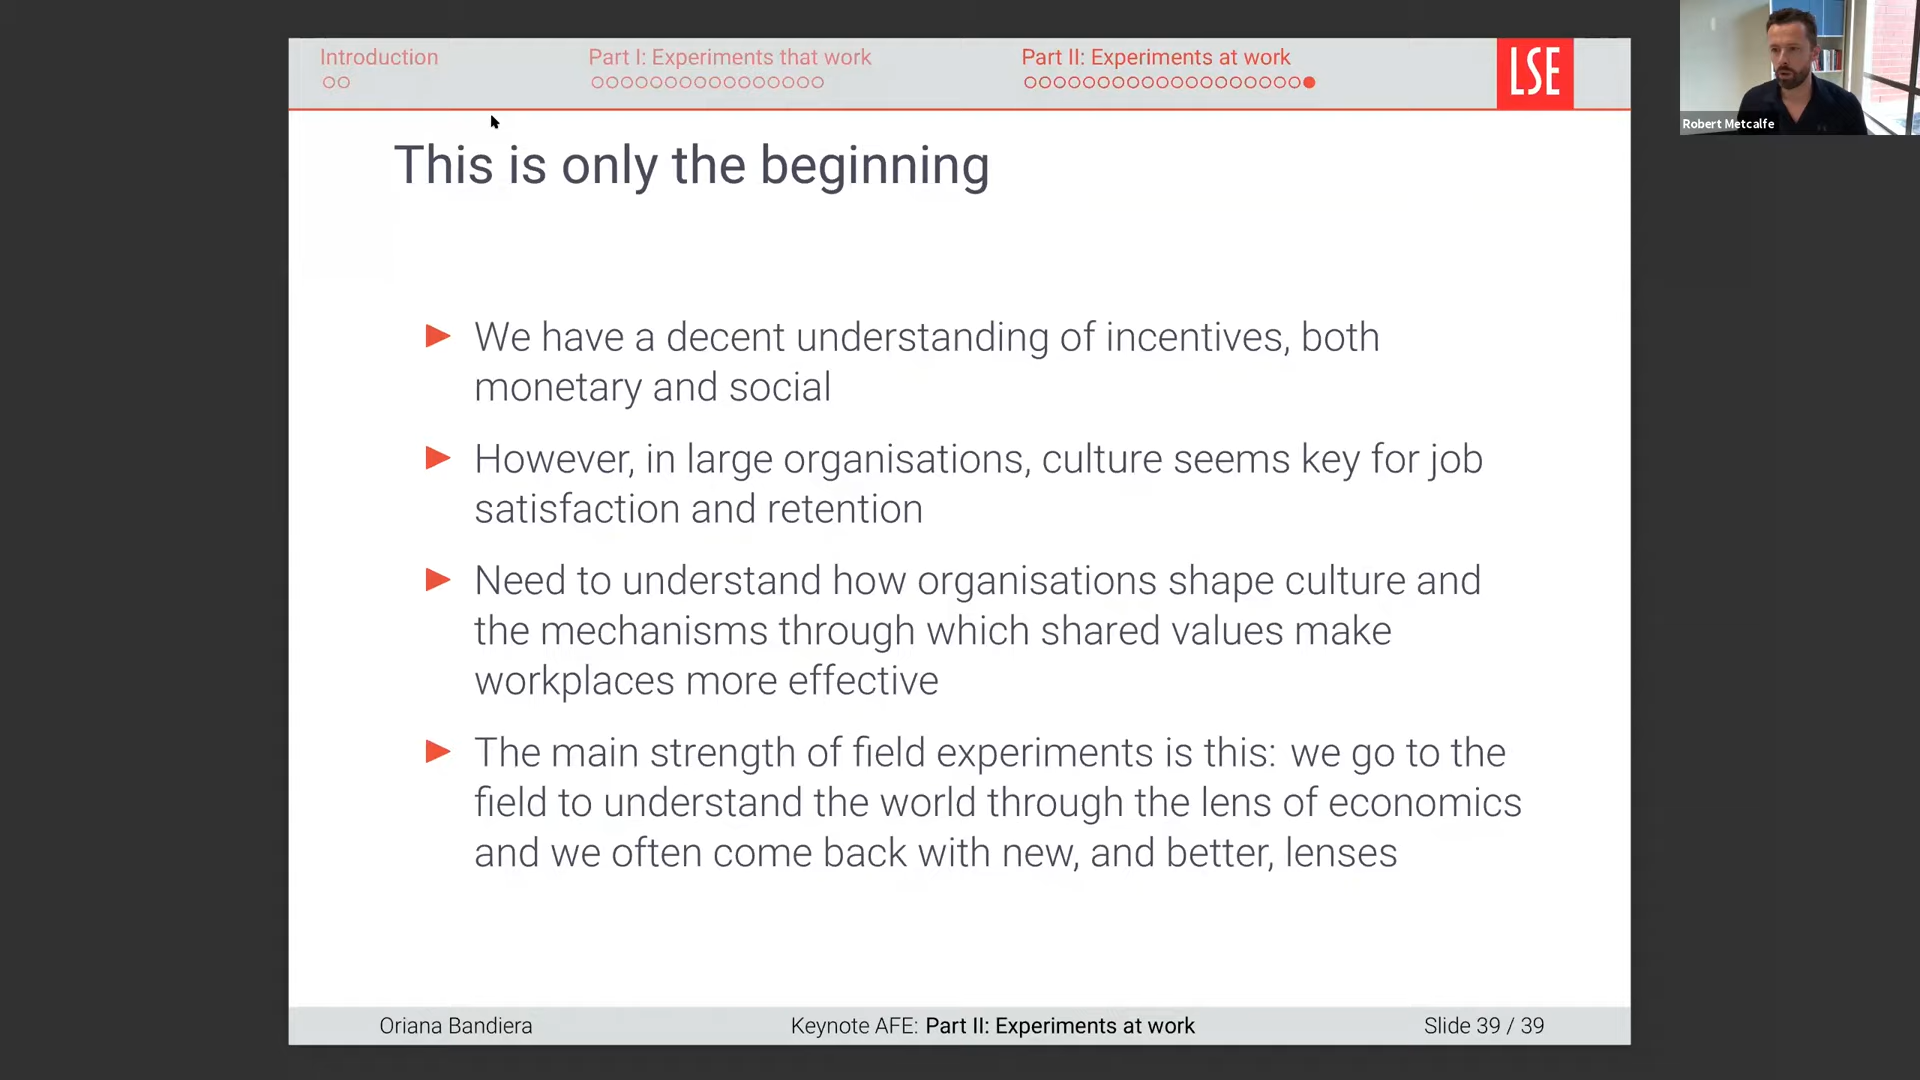 Introduction
Part I: Experiments that work
Part II: Experiments at work
LSE
Robert Metcalfe
This is only the beginning
We have a decent understanding of incentives, both
monetary and social
However, in large organisations, culture seems key for job
satisfaction and retention
Need to understand how organisations shape culture and
the mechanisms through which shared values make
workplaces more effective
The main strength of field experiments is this: we go to the
field to understand the world through the lens of economics
and we often come back with new, and better, lenses
Oriana Bandiera
Keynote AFE: Part II: Experiments at work
Slide 39 / 39